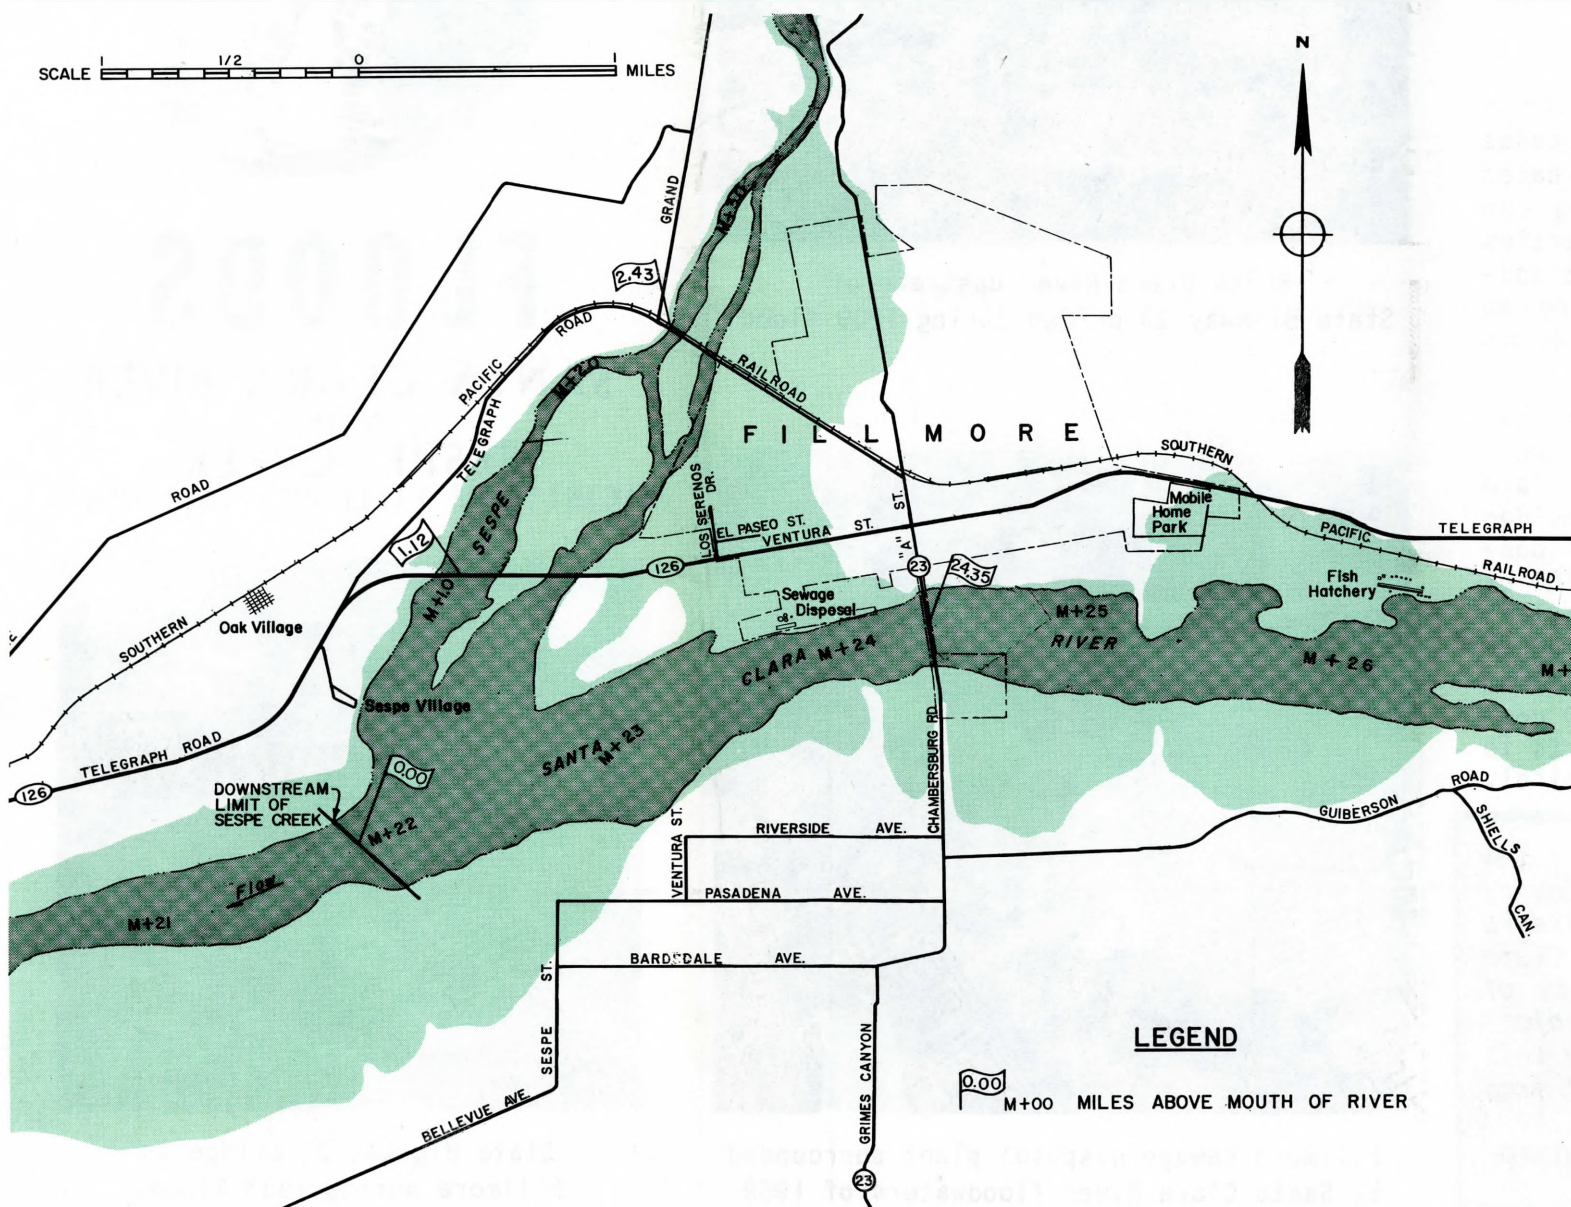 SCALE
1
1/2
0
1
MILES
N
GRAND
2.43
ROAD
PACIFIC
RAILROAD
TELEGRAPH
M+2.0
FILLMORE
SOUTHERN
ROAD
LOS SERENOS
DR.
EL PASEO ST.
VENTURA ST.
"A" ST.
Mobile
Home
Park
PACIFIC
TELEGRAPH
RAILROAD
SESPE
1.12
M+1.0
126
23
24.35
Sewage
Disposal
Fish
Hatchery
M+25
RIVER
M+26
M+
Oak Village
SOUTHERN
Sespe Village
CLARA M+24
SANTA
M+23
TELEGRAPH ROAD
126
0.00
DOWNSTREAM
LIMIT OF
SESPE CREEK
M+22
Flow
M+21
CHAMBERSBURG RD.
VENTURA ST.
RIVERSIDE AVE.
PASADENA AVE.
BARDSDALE AVE.
GUIBERSON ROAD
SHIELLS
CAN.
SESPE ST.
BELLEVUE AVE.
GRIMES CANYON
23
LEGEND
0.00
M+00 MILES ABOVE MOUTH OF RIVER